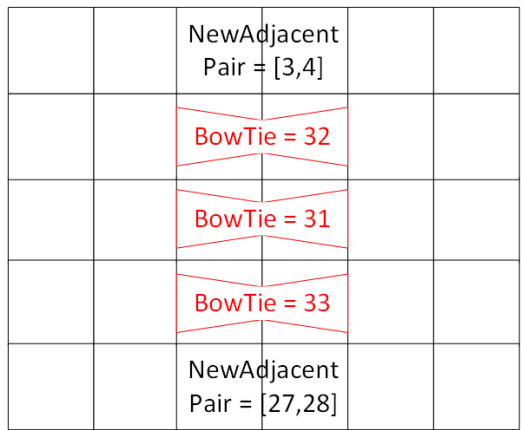 NewAdjacent
Pair = [3,4]
BowTie = 32
BowTie = 31
BowTie = 33
NewAdjacent
Pair = [27,28]